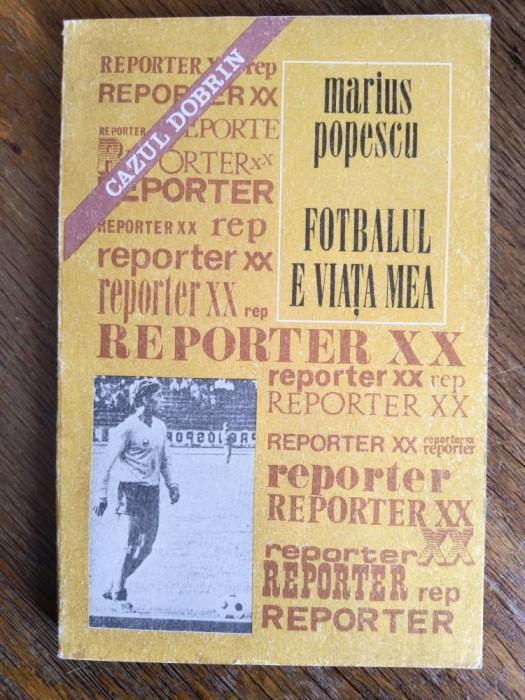 CAZUL DOBRIN
marius
popescu
FOTBALUL
E VIAȚA MEA
REPORTER XX rep
REPORTER XX
REPORTER REPORTE
REPORTER xx
REPORTER
REPORTER XX rep
reporter XX
reporter XX rep
REPORTER XX
reporter XX rep
REPORTER XX
REPORTER XX reporter xx
reporter
reporter
REPORTER XX
reporter XX
REPORTER rep
REPORTER